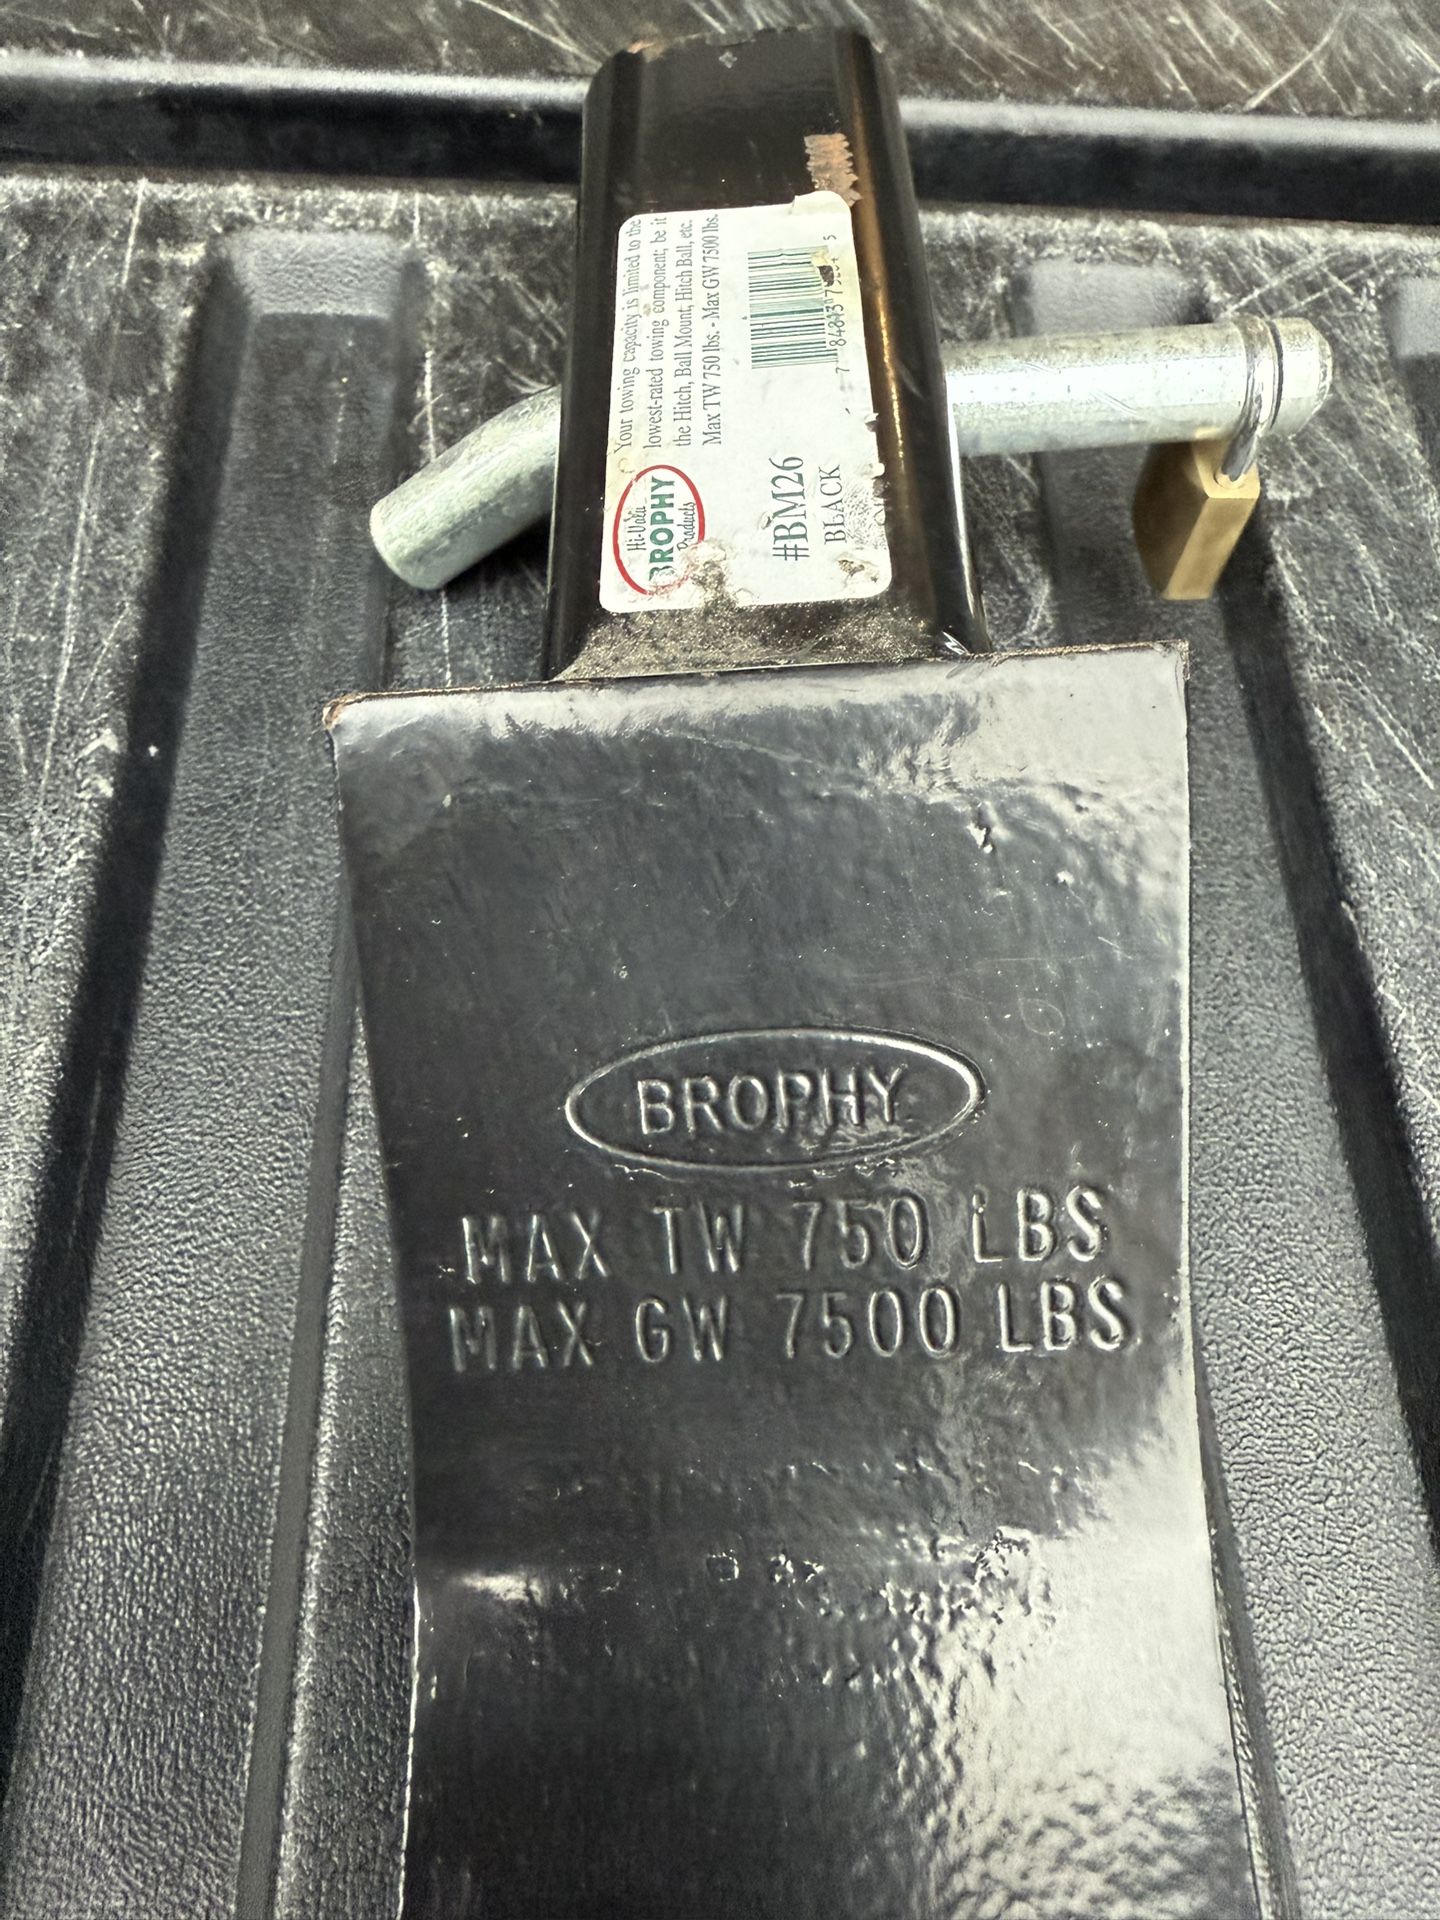 Your towing capacity is limited to the
lowest-rated towing component; be it
the Hitch, Ball Mount, Hitch Ball, etc.
Max TW 750 lbs. - Max GW 7500 lbs.
Hi-Valu
BROPHY
Products
#BM26
BLACK
BROPHY
MAX TW 750 LBS
MAX GW 7500 LBS